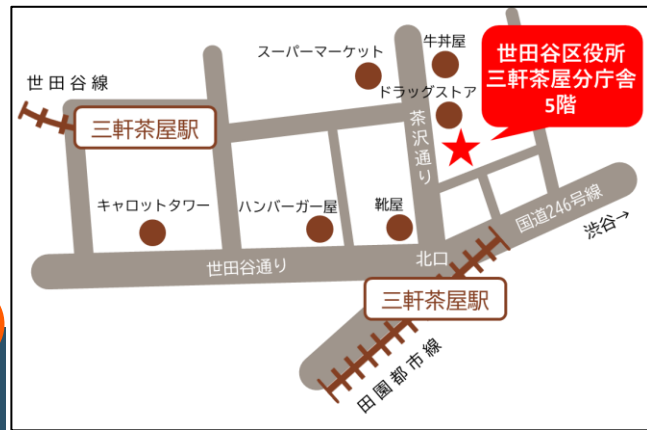 スーパーマーケット
牛丼屋
世田谷区役所
三軒茶屋分庁舎
5階
世田谷線
ドラッグストア
三軒茶屋駅
茶沢通り
キャロットタワー
ハンバーガー屋
靴屋
国道246号線
渋谷→
世田谷通り
北口
三軒茶屋駅
田園都市線